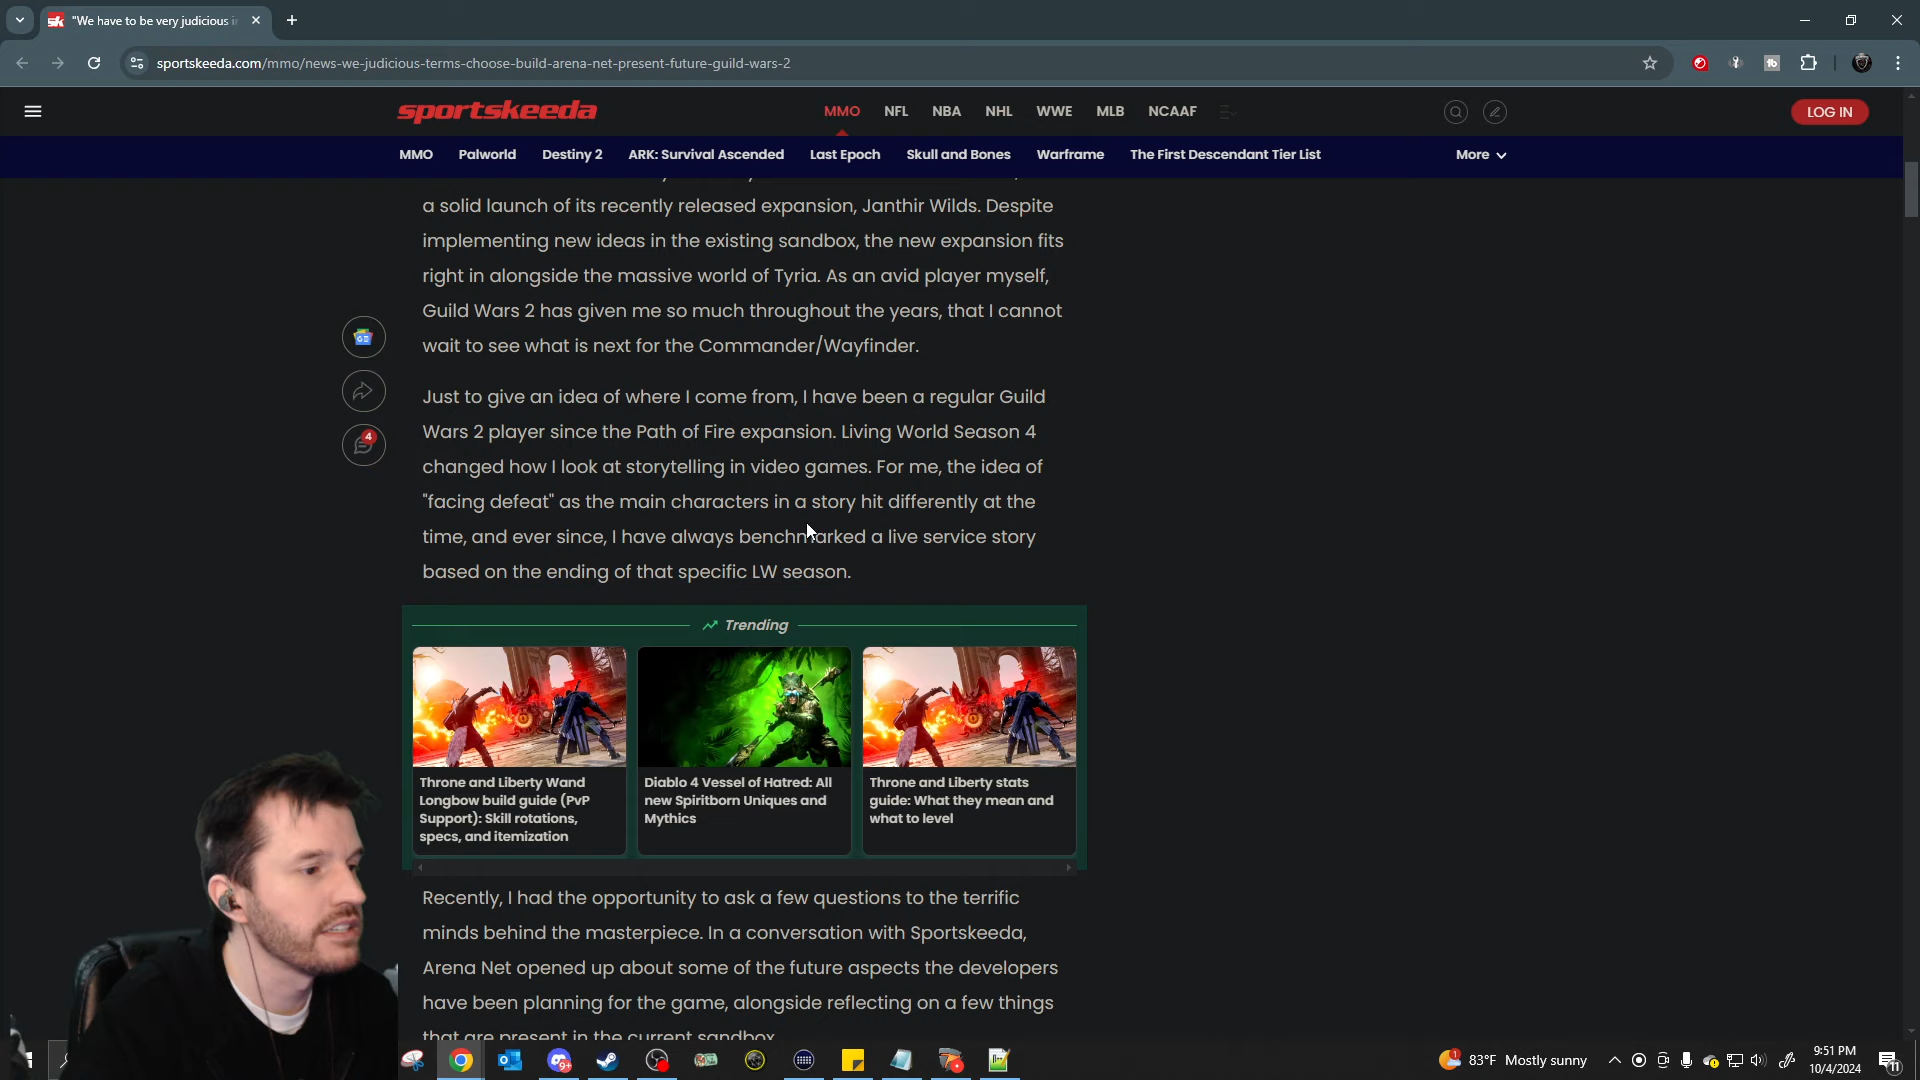 "We have to be very judicious i
sportskeeda.com/mmo/news-we-judicious-terms-choose-build-arena-net-present-future-guild-wars-2
sportskeeda
MMO NFL NBA NHL WWE MLB NCAAF
LOG IN
MMO Palworld Destiny 2 ARK: Survival Ascended Last Epoch Skull and Bones Warframe The First Descendant Tier List More
a solid launch of its recently released expansion, Janthir Wilds. Despite
implementing new ideas in the existing sandbox, the new expansion fits
right in alongside the massive world of Tyria. As an avid player myself,
Guild Wars 2 has given me so much throughout the years, that I cannot
wait to see what is next for the Commander/Wayfinder.
Just to give an idea of where I come from, I have been a regular Guild
Wars 2 player since the Path of Fire expansion. Living World Season 4
changed how I look at storytelling in video games. For me, the idea of
"facing defeat" as the main characters in a story hit differently at the
time, and ever since, I have always benchmarked a live service story
based on the ending of that specific LW season.
4
Trending
Throne and Liberty Wand
Longbow build guide (PvP
Support): Skill rotations,
specs, and itemization
Diablo 4 Vessel of Hatred: All
new Spiritborn Uniques and
Mythics
Throne and Liberty stats
guide: What they mean and
what to level
Recently, I had the opportunity to ask a few questions to the terrific
minds behind the masterpiece. In a conversation with Sportskeeda,
Arena Net opened up about some of the future aspects the developers
have been planning for the game, alongside reflecting on a few things
that are present in the current sandbox.
83°F Mostly sunny
9:51 PM
10/4/2024
11